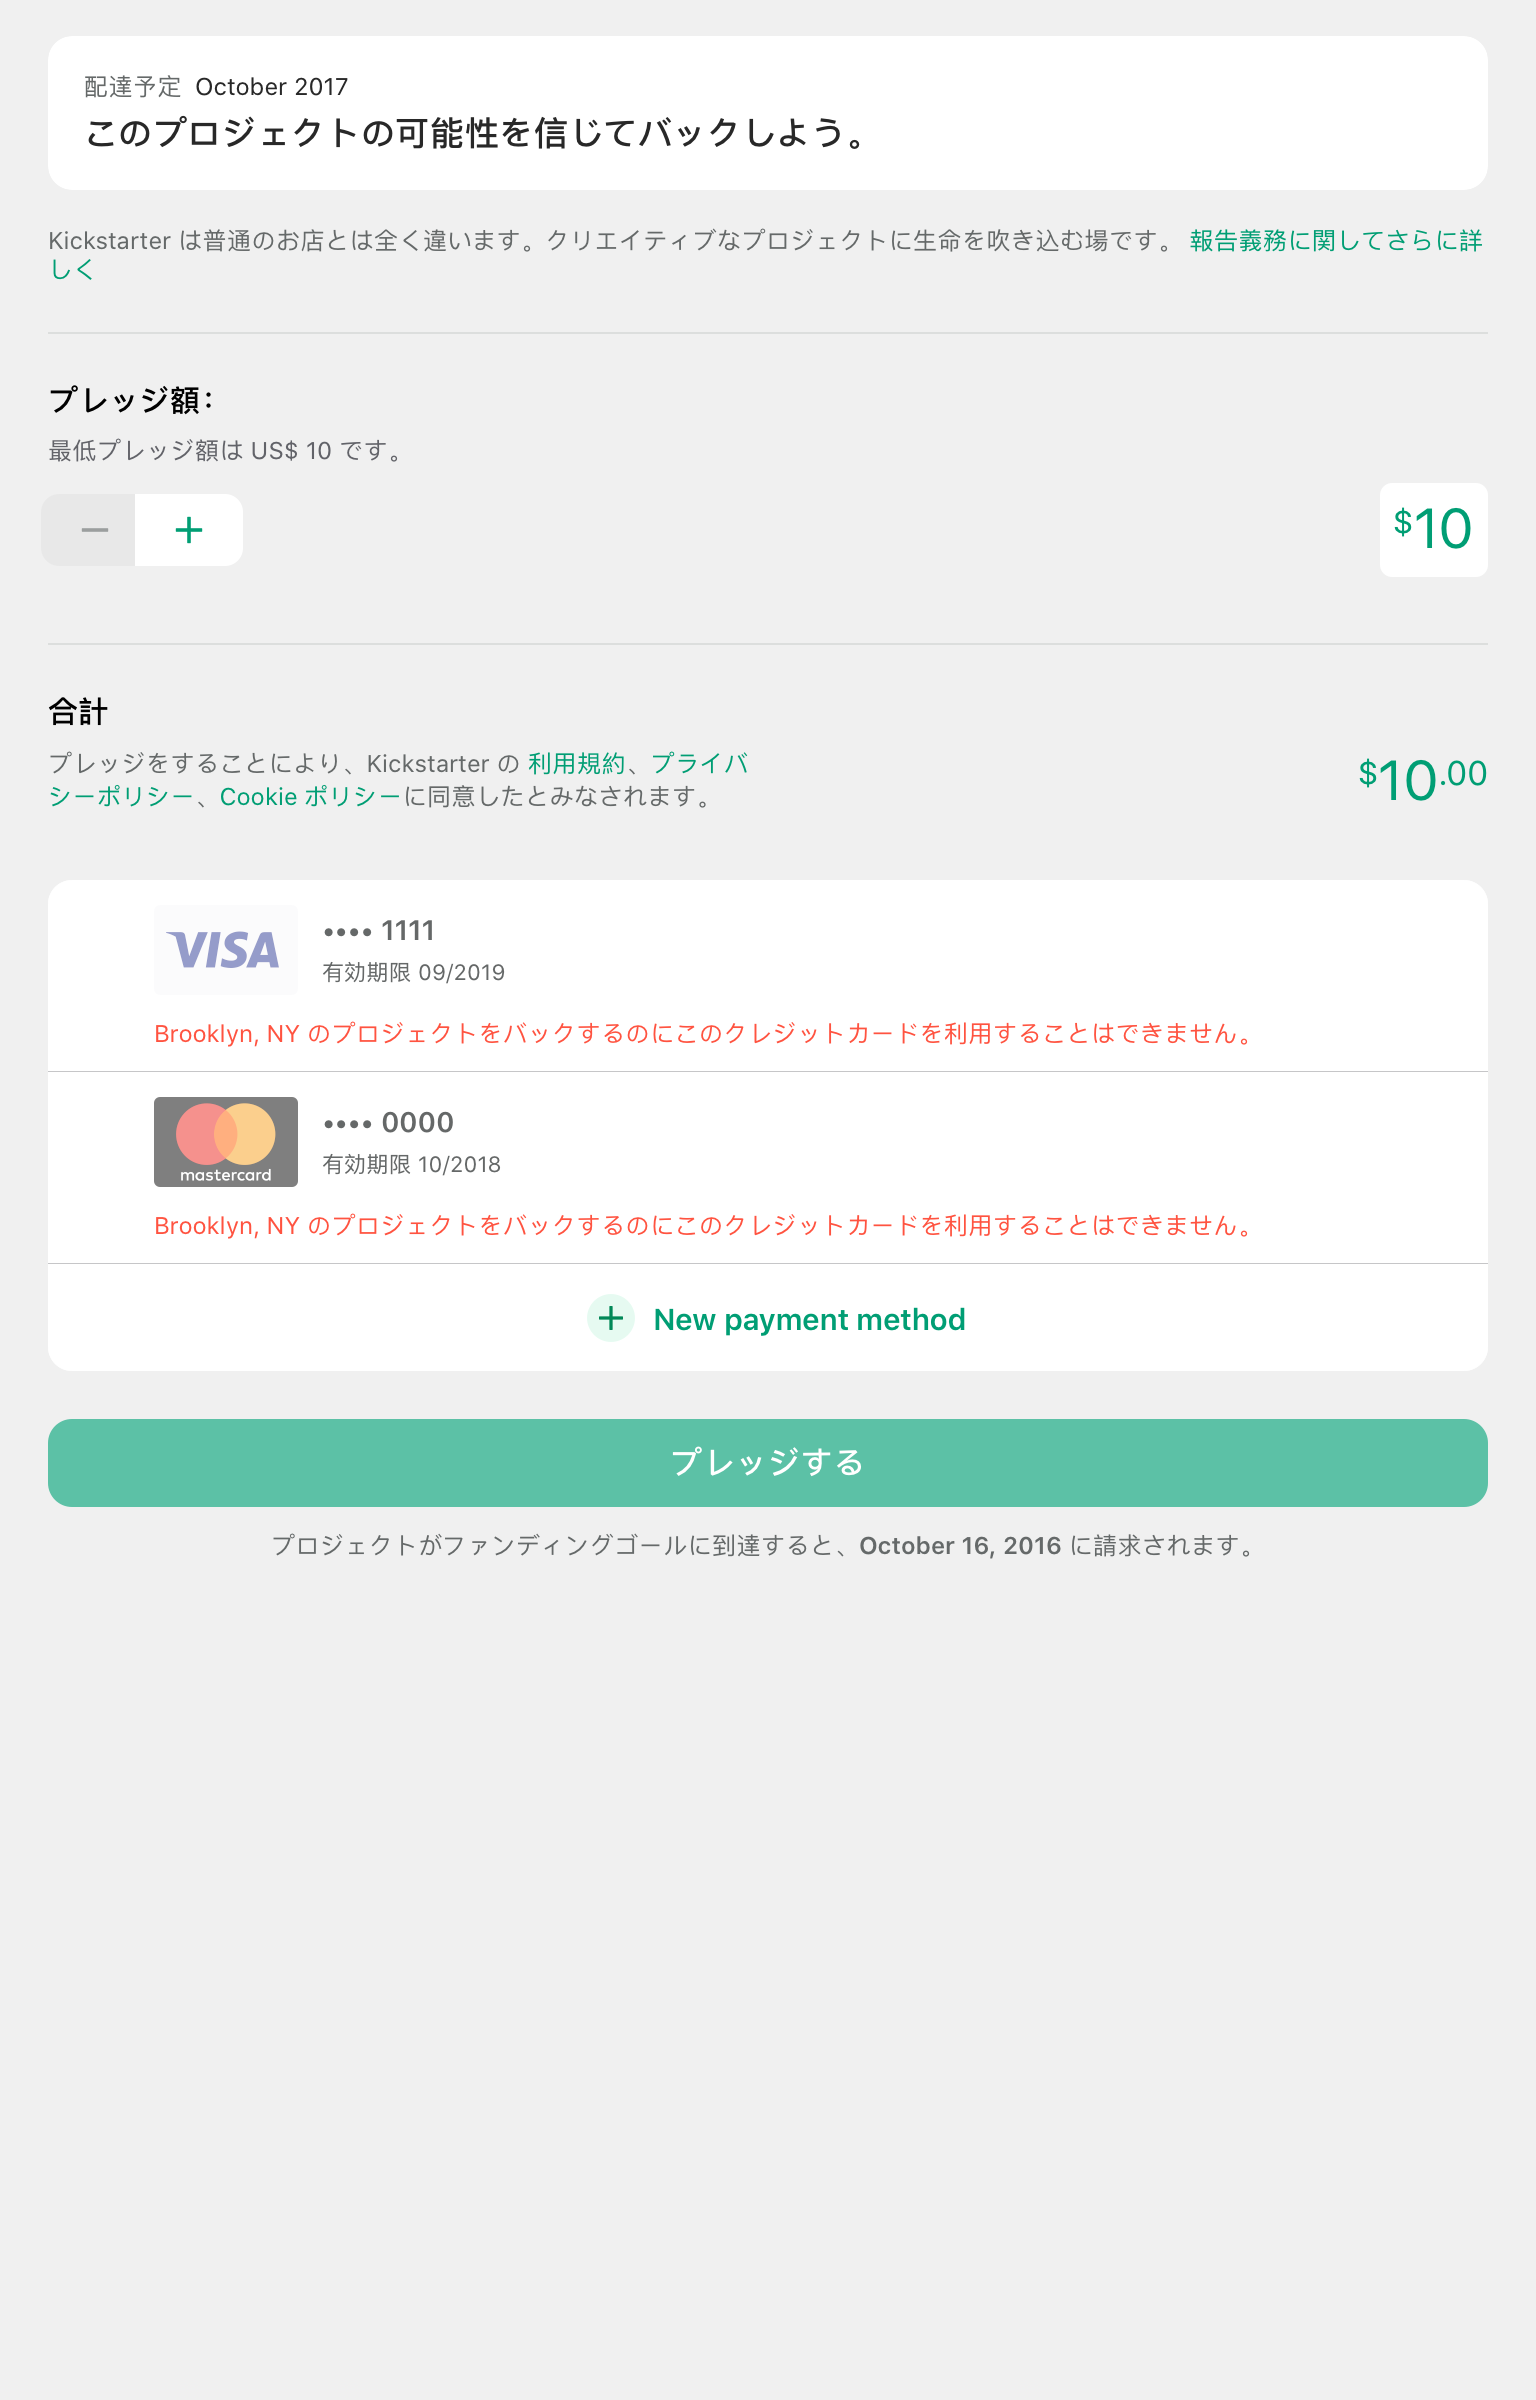 配達予定 October 2017
このプロジェクトの可能性を信じてバックしよう。
Kickstarter は普通のお店とは全く違います。クリエイティブなプロジェクトに生命を吹き込む場です。 報告義務に関してさらに詳
しく
プレッジ額：
最低プレッジ額は US$ 10 です。
− +
$10
合計
プレッジをすることにより、Kickstarter の 利用規約、プライバ
シーポリシー、Cookie ポリシーに同意したとみなされます。
$10.00
VISA
•••• 1111
有効期限 09/2019
Brooklyn, NY のプロジェクトをバックするのにこのクレジットカードを利用することはできません。
mastercard
•••• 0000
有効期限 10/2018
Brooklyn, NY のプロジェクトをバックするのにこのクレジットカードを利用することはできません。
+ New payment method
プレッジする
プロジェクトがファンディングゴールに到達すると、October 16, 2016 に請求されます。